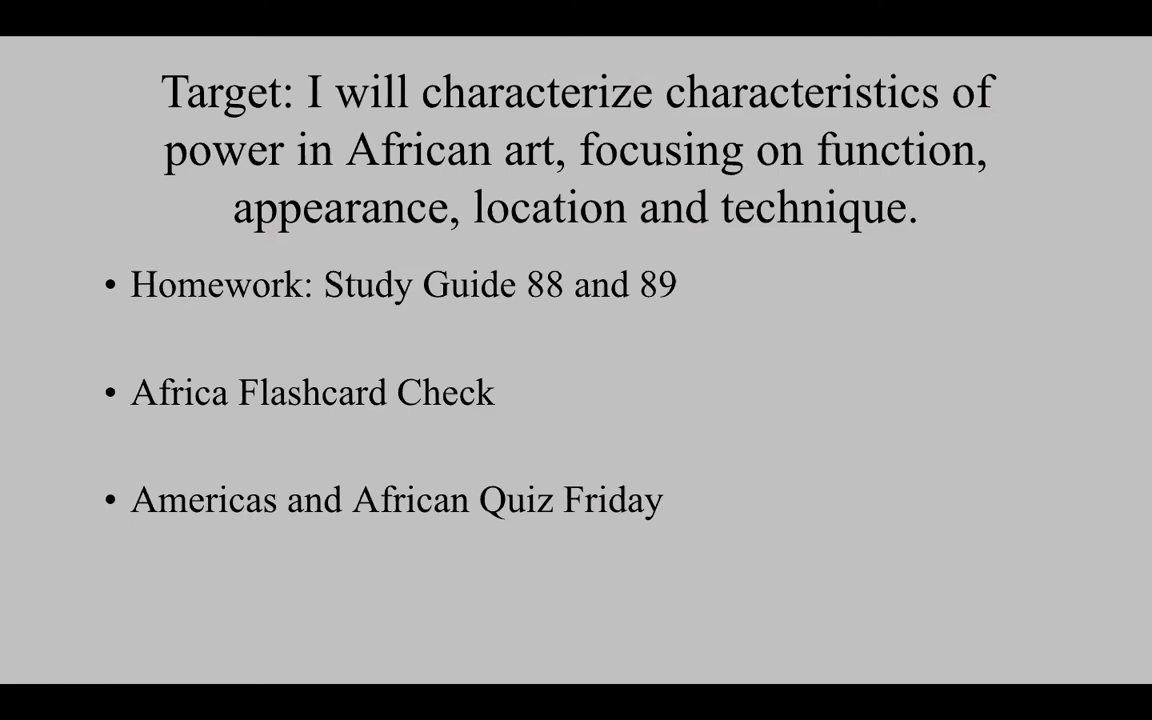 Target: I will characterize characteristics of
power in African art, focusing on function,
appearance, location and technique.
• Homework: Study Guide 88 and 89
• Africa Flashcard Check
• Americas and African Quiz Friday